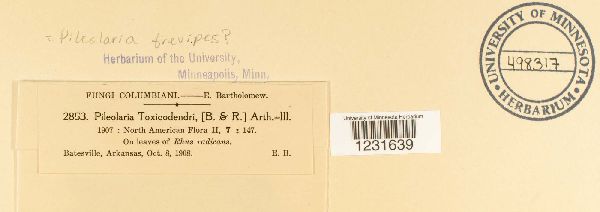 = Pileolaria brevipes?
Herbarium of the University,
Minneapolis, Minn.
FUNGI COLUMBIANI.——E. Bartholomew.
2853. Pileolaria Toxicodendri, [B. & R.] Arth.=III.
1907 : North American Flora II, 7 : 147.
On leaves of Rhus radicans.
Batesville, Arkansas, Oct. 8, 1908. E. B.
University of Minnesota Herbarium
1231639
UNIVERSITY OF MINNESOTA
498317
HERBARIUM